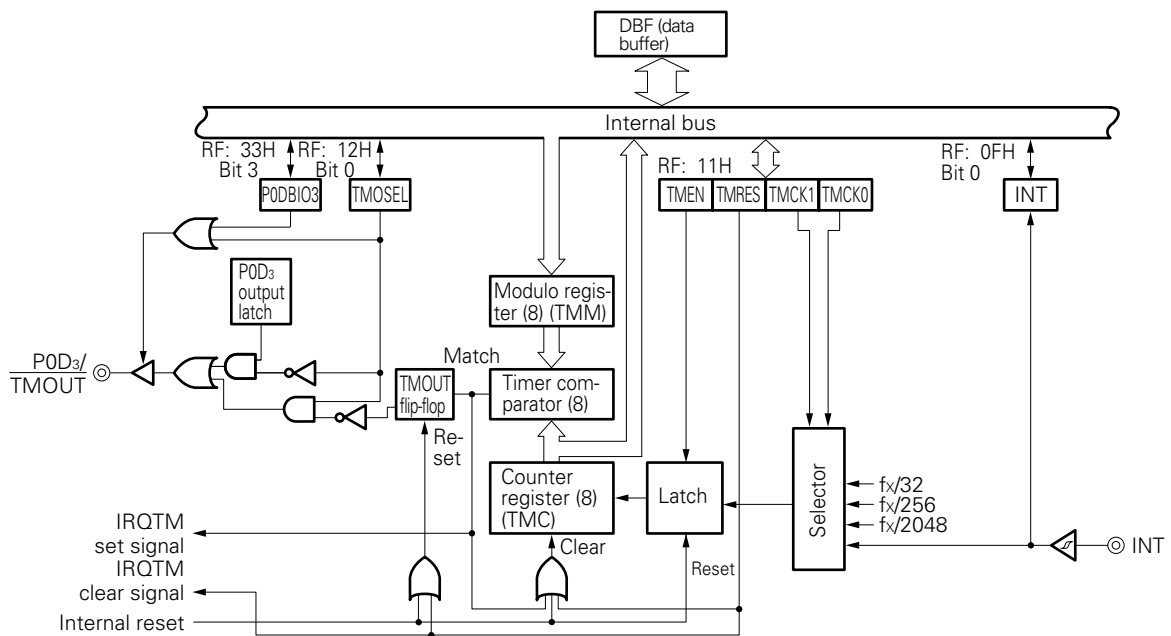 DBF (data
buffer)
Internal bus
RF: 33H
Bit 3
RF: 12H
Bit 0
RF: 11H
RF: 0FH
Bit 0
P0DBIO3
TMOSEL
TMEN
TMRES
TMCK1
TMCK0
INT
P0D₃
output
latch
Modulo regis-
ter (8) (TMM)
P0D₃/
TMOUT
Match
TMOUT
flip-flop
Timer com-
parator (8)
Re-
set
Counter
register (8)
(TMC)
Latch
Selector
fx/32
fx/256
fx/2048
IRQTM
set signal
Clear
Reset
INT
IRQTM
clear signal
Internal reset